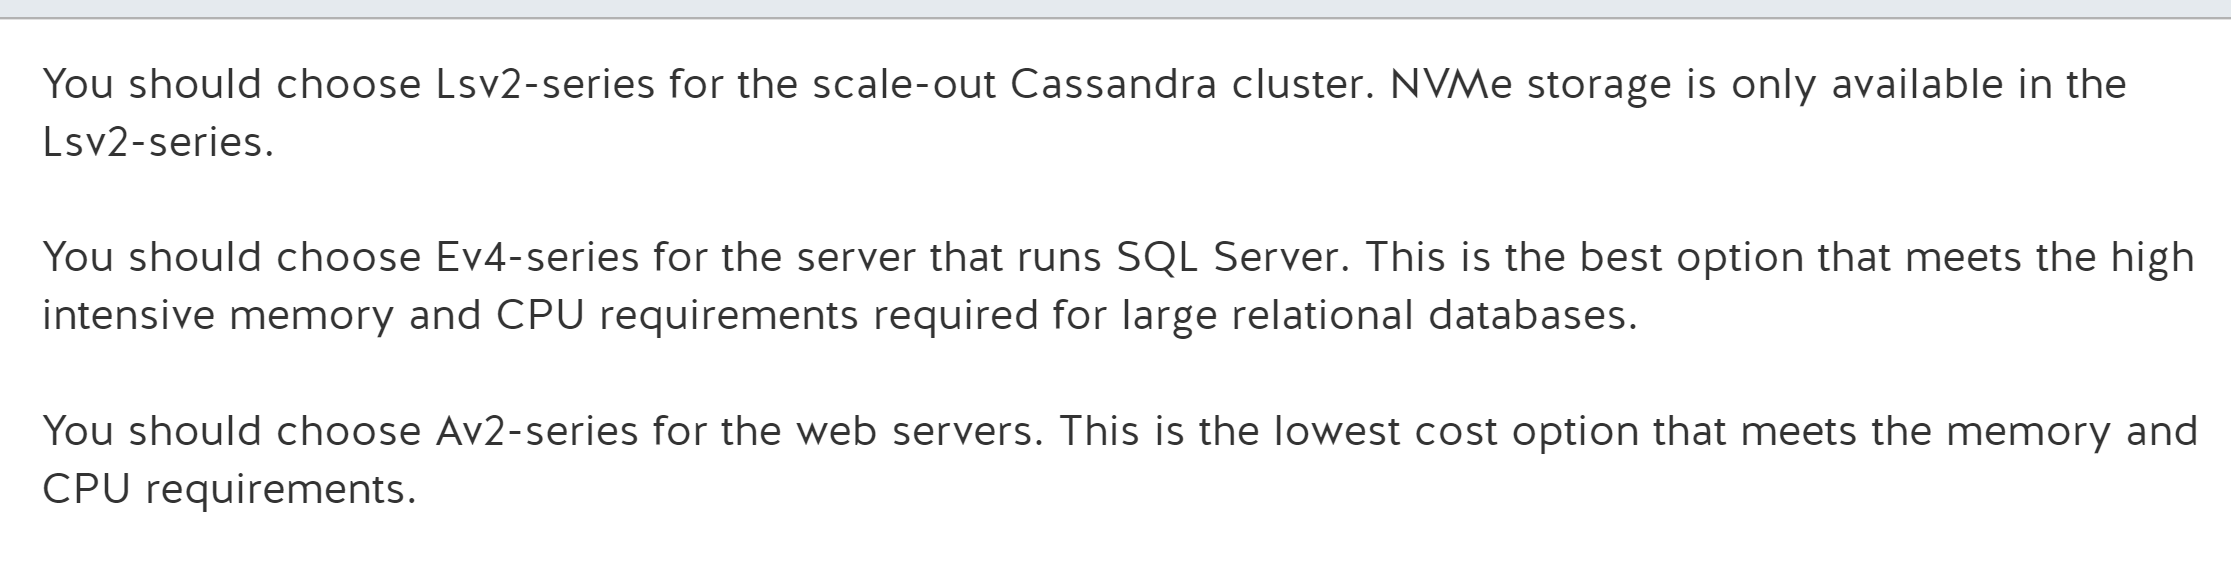 You should choose Lsv2-series for the scale-out Cassandra cluster. NVMe storage is only available in the
Lsv2-series.
You should choose Ev4-series for the server that runs SQL Server. This is the best option that meets the high
intensive memory and CPU requirements required for large relational databases.
You should choose Av2-series for the web servers. This is the lowest cost option that meets the memory and
CPU requirements.